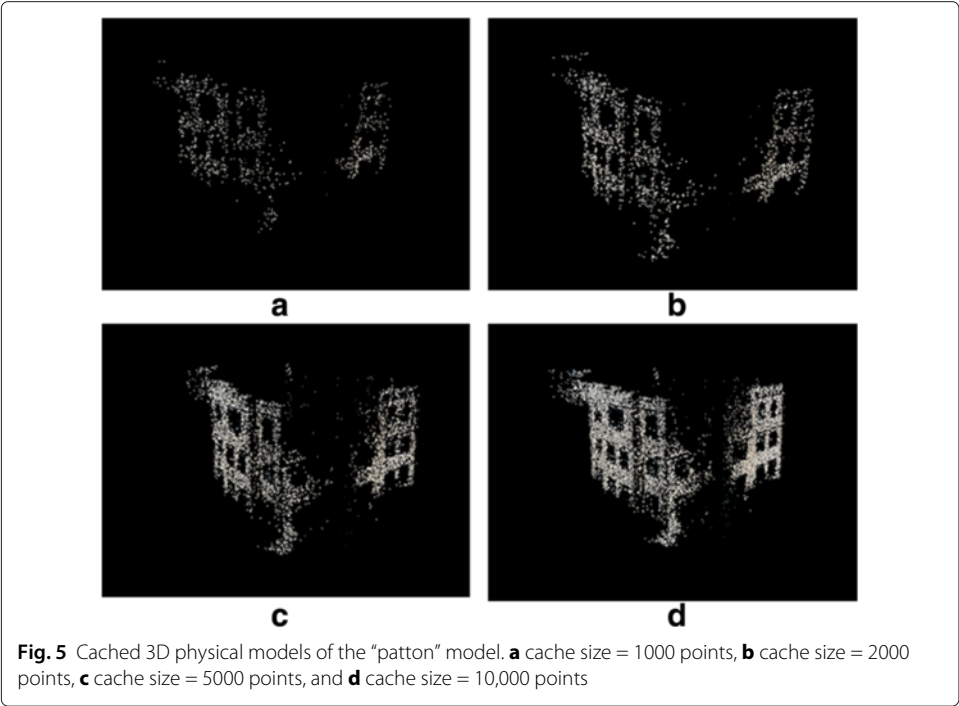 a
b
c
d
Fig. 5 Cached 3D physical models of the “patton” model. a cache size = 1000 points, b cache size = 2000
points, c cache size = 5000 points, and d cache size = 10,000 points